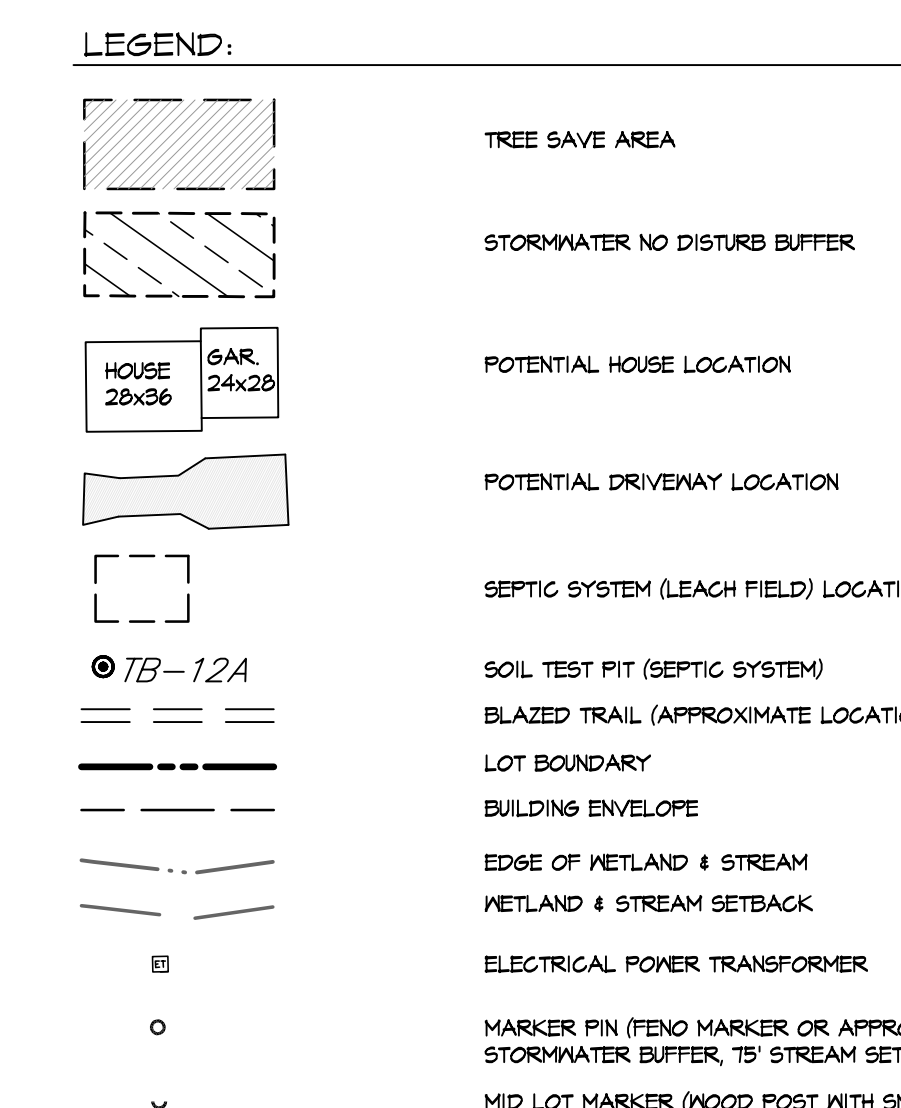 LEGEND:
TREE SAVE AREA
STORMWATER NO DISTURB BUFFER
HOUSE
28x36
GAR.
24x28
POTENTIAL HOUSE LOCATION
POTENTIAL DRIVEWAY LOCATION
SEPTIC SYSTEM (LEACH FIELD)
TB-12A
SOIL TEST PIT (SEPTIC SYSTEM)
BLAZED TRAIL (APPROXIMATE
LOT BOUNDARY
BUILDING ENVELOPE
EDGE OF WETLAND & STREAM
WETLAND & STREAM SETBACK
ET
ELECTRICAL POWER TRANSFORMER
MARKER PIN (FENO MARKER OR
STORMWATER BUFFER, 75' STREAM
MID LOT MARKER (WOOD POST WITH